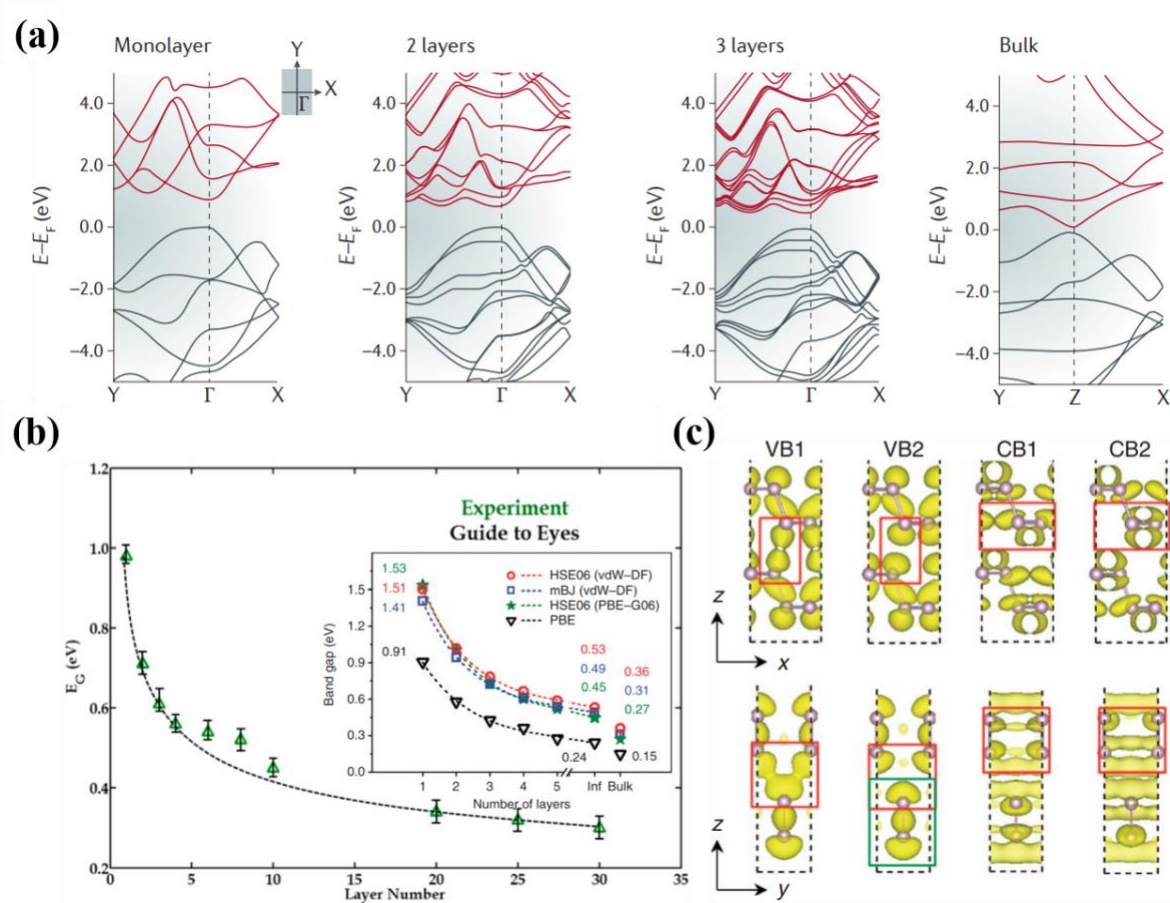 (a)
Monolayer
Y
X
Γ
2 layers
3 layers
Bulk
E–E_F (eV)
4.0
2.0
0.0
−2.0
−4.0
Y Γ X
E–E_F (eV)
4.0
2.0
0.0
−2.0
−4.0
Y Γ X
E–E_F (eV)
4.0
2.0
0.0
−2.0
−4.0
Y Γ X
E–E_F (eV)
4.0
2.0
0.0
−2.0
−4.0
Y Z X
(b)
E_G (eV)
1.2
1.0
0.8
0.6
0.4
0.2
0 5 10 15 20 25 30 35
Layer Number
Experiment
Guide to Eyes
Band gap (eV)
1.5
1.2
0.9
0.6
0.3
0.0
1 2 3 4 5 Inf Bulk
Number of layers
HSE06 (vdW–DF)
mBJ (vdW–DF)
HSE06 (PBE–G06)
PBE
1.53
1.51
1.41
0.91
0.53
0.49
0.45
0.24
0.36
0.31
0.27
0.15
(c)
VB1 VB2 CB1 CB2
z
x
z
y